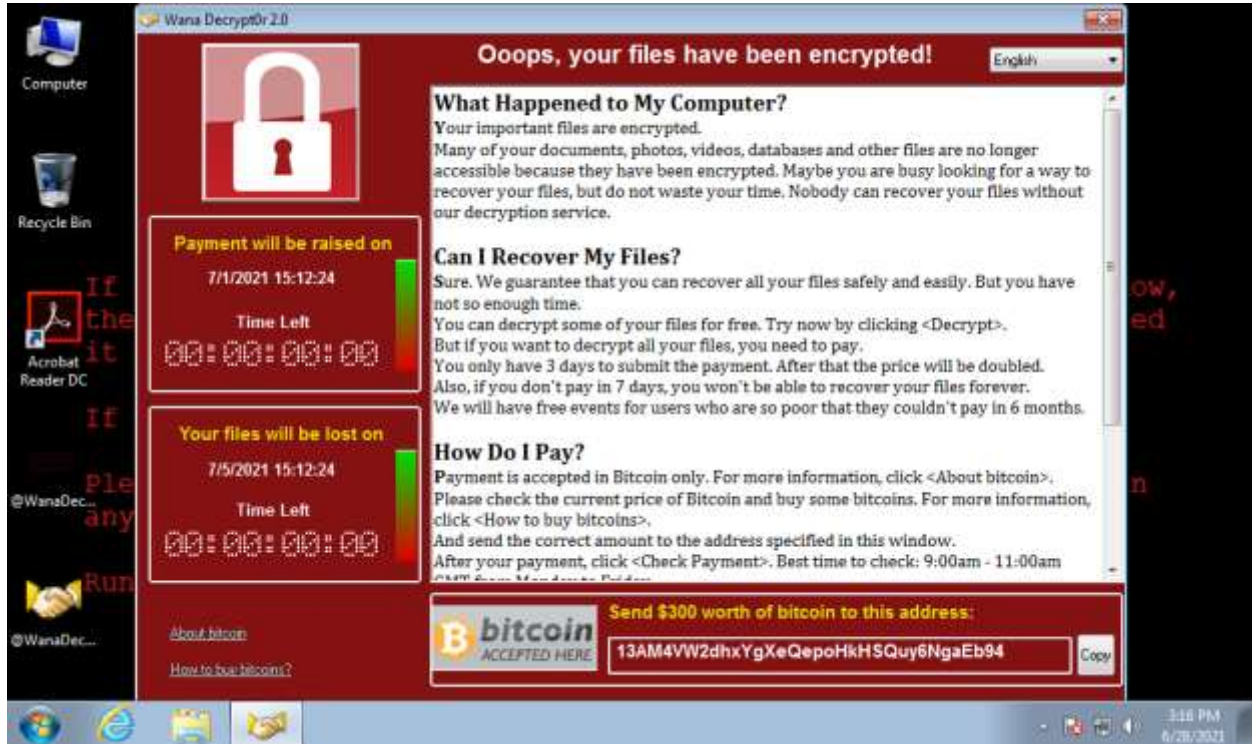 Wana Decrypt0r 2.0
Computer
Recycle Bin
Acrobat
Reader DC
@WanaDec...
@WanaDec...
If
the
it
If
Ple
any
Run
ow,
ed
n
Ooops, your files have been encrypted!
English
Payment will be raised on
7/1/2021 15:12:24
Time Left
00:00:00:00
Your files will be lost on
7/5/2021 15:12:24
Time Left
00:00:00:00
About bitcoin
How to buy bitcoins?
What Happened to My Computer?
Your important files are encrypted.
Many of your documents, photos, videos, databases and other files are no longer
accessible because they have been encrypted. Maybe you are busy looking for a way to
recover your files, but do not waste your time. Nobody can recover your files without
our decryption service.
Can I Recover My Files?
Sure. We guarantee that you can recover all your files safely and easily. But you have
not so enough time.
You can decrypt some of your files for free. Try now by clicking <Decrypt>.
But if you want to decrypt all your files, you need to pay.
You only have 3 days to submit the payment. After that the price will be doubled.
Also, if you don't pay in 7 days, you won't be able to recover your files forever.
We will have free events for users who are so poor that they couldn't pay in 6 months.
How Do I Pay?
Payment is accepted in Bitcoin only. For more information, click <About bitcoin>.
Please check the current price of Bitcoin and buy some bitcoins. For more information,
click <How to buy bitcoins>.
And send the correct amount to the address specified in this window.
After your payment, click <Check Payment>. Best time to check: 9:00am - 11:00am
GMT from Monday to Friday.
bitcoin
ACCEPTED HERE
Send $300 worth of bitcoin to this address:
13AM4VW2dhxYgXeQepoHkHSQuy6NgaEb94
Copy
3:16 PM
6/28/2021